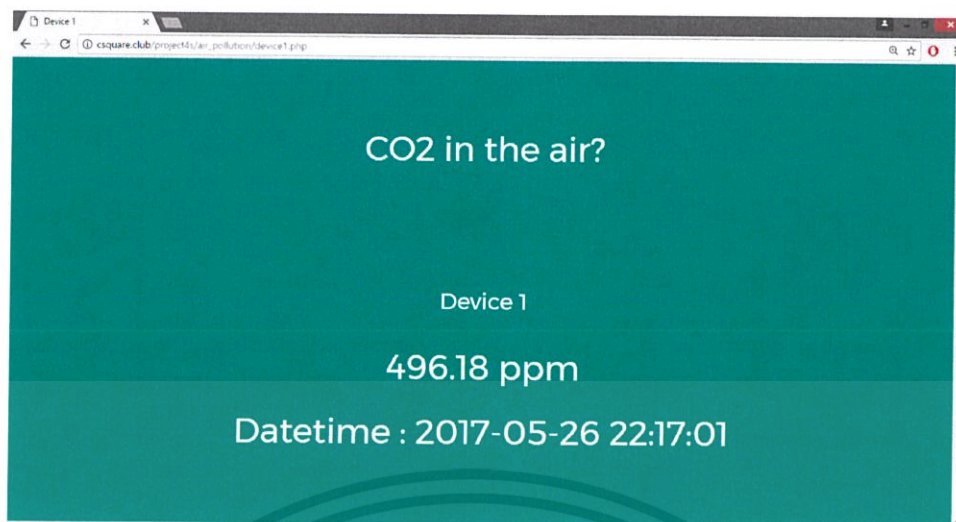 Device 1
csquare.club/project4s/air_pollution/device1.php
CO2 in the air?
Device 1
496.18 ppm
Datetime : 2017-05-26 22:17:01